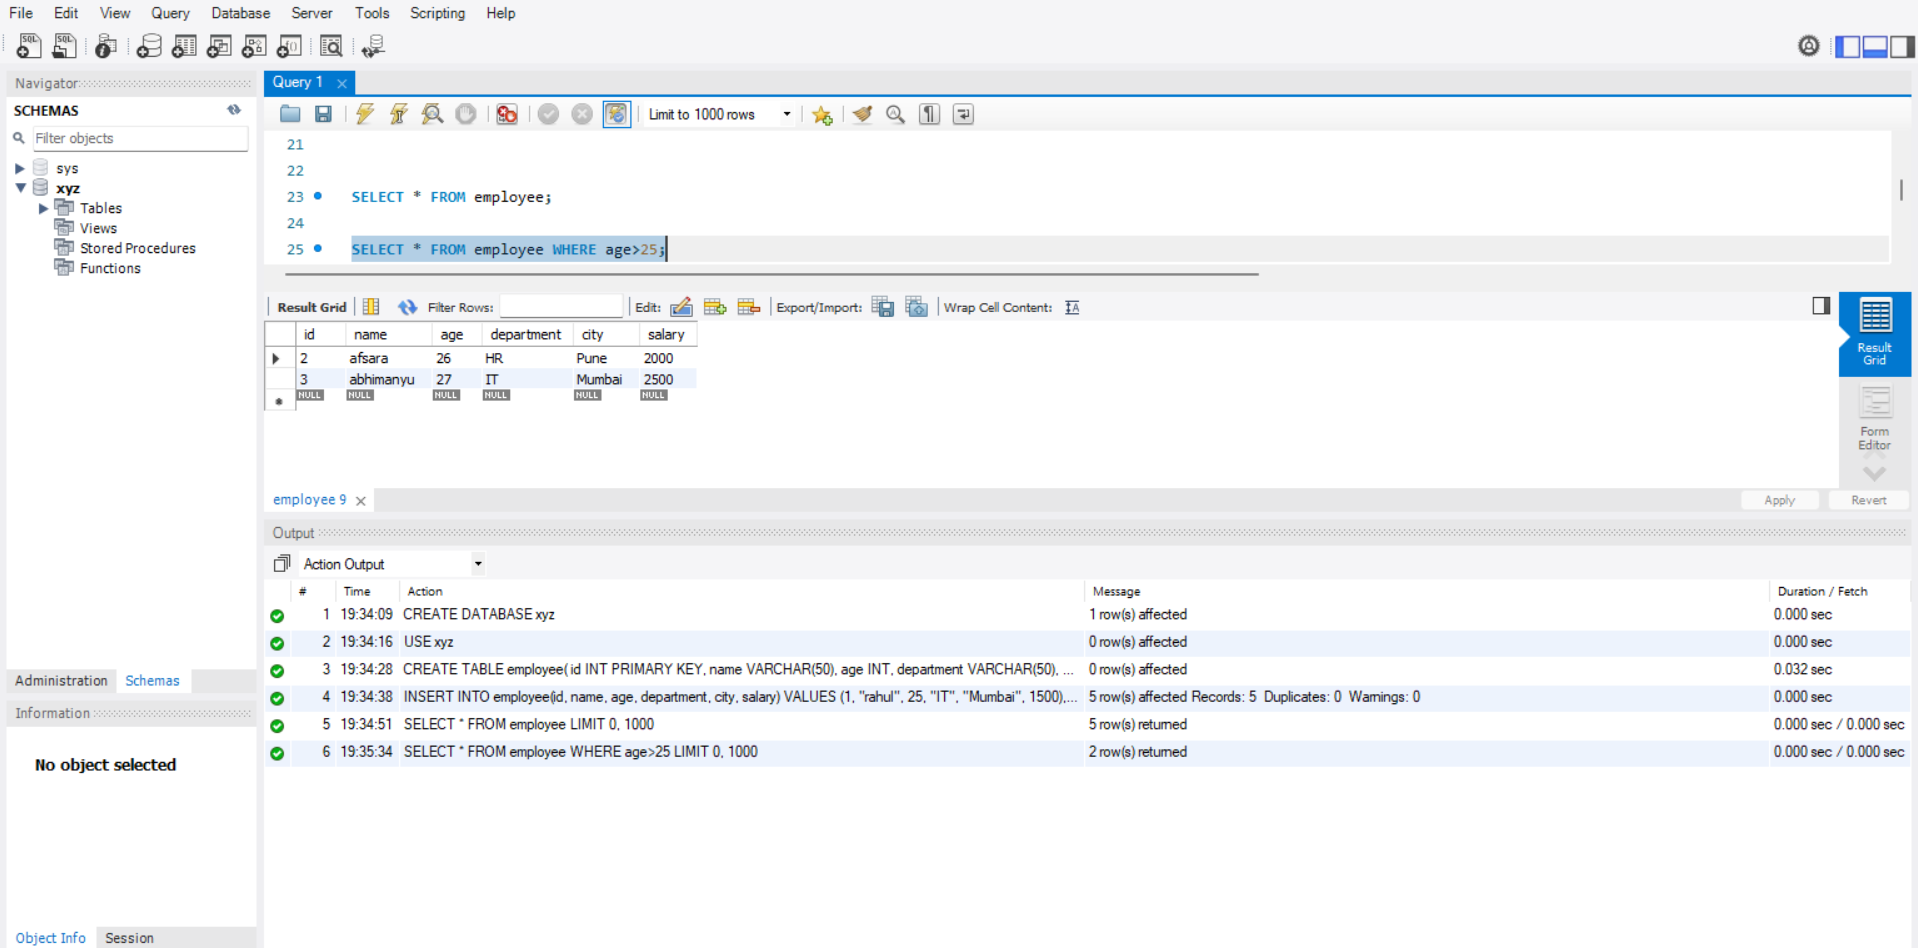 File Edit View Query Database Server Tools Scripting Help
Navigator
SCHEMAS
Filter objects
sys
xyz
Tables
Views
Stored Procedures
Functions
Administration Schemas
Information
No object selected
Object Info Session
Query 1
Limit to 1000 rows
21
22
23 SELECT * FROM employee;
24
25 SELECT * FROM employee WHERE age>25;
Result Grid Filter Rows: Edit: Export/Import: Wrap Cell Content:
id name age department city salary
2 afsara 26 HR Pune 2000
3 abhimanyu 27 IT Mumbai 2500
NULL NULL NULL NULL NULL NULL
Result
Grid
Form
Editor
employee 9
Apply Revert
Output
Action Output
# Time Action Message Duration / Fetch
1 19:34:09 CREATE DATABASE xyz 1 row(s) affected 0.000 sec
2 19:34:16 USE xyz 0 row(s) affected 0.000 sec
3 19:34:28 CREATE TABLE employee( id INT PRIMARY KEY, name VARCHAR(50), age INT, department VARCHAR(50), ... 0 row(s) affected 0.032 sec
4 19:34:38 INSERT INTO employee(id, name, age, department, city, salary) VALUES (1, "rahul", 25, "IT", "Mumbai", 1500),... 5 row(s) affected Records: 5 Duplicates: 0 Warnings: 0 0.000 sec
5 19:34:51 SELECT * FROM employee LIMIT 0, 1000 5 row(s) returned 0.000 sec / 0.000 sec
6 19:35:34 SELECT * FROM employee WHERE age>25 LIMIT 0, 1000 2 row(s) returned 0.000 sec / 0.000 sec